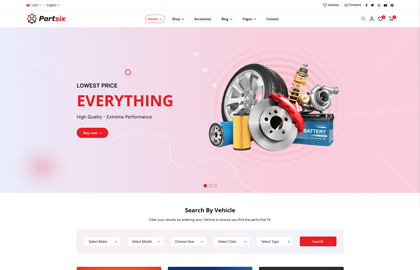 USD English Wishlist Compare
Partsix Home Shop Accesories Blog Pages Contact
LOWEST PRICE
EVERYTHING
High Quality - Extreme Performance
Buy now
BATTERY
Search By Vehicle
Filter your results by entering your Vehicle to ensure you find the parts that fit.
Select Make Select Model Choose Year Select Class Select Type Search